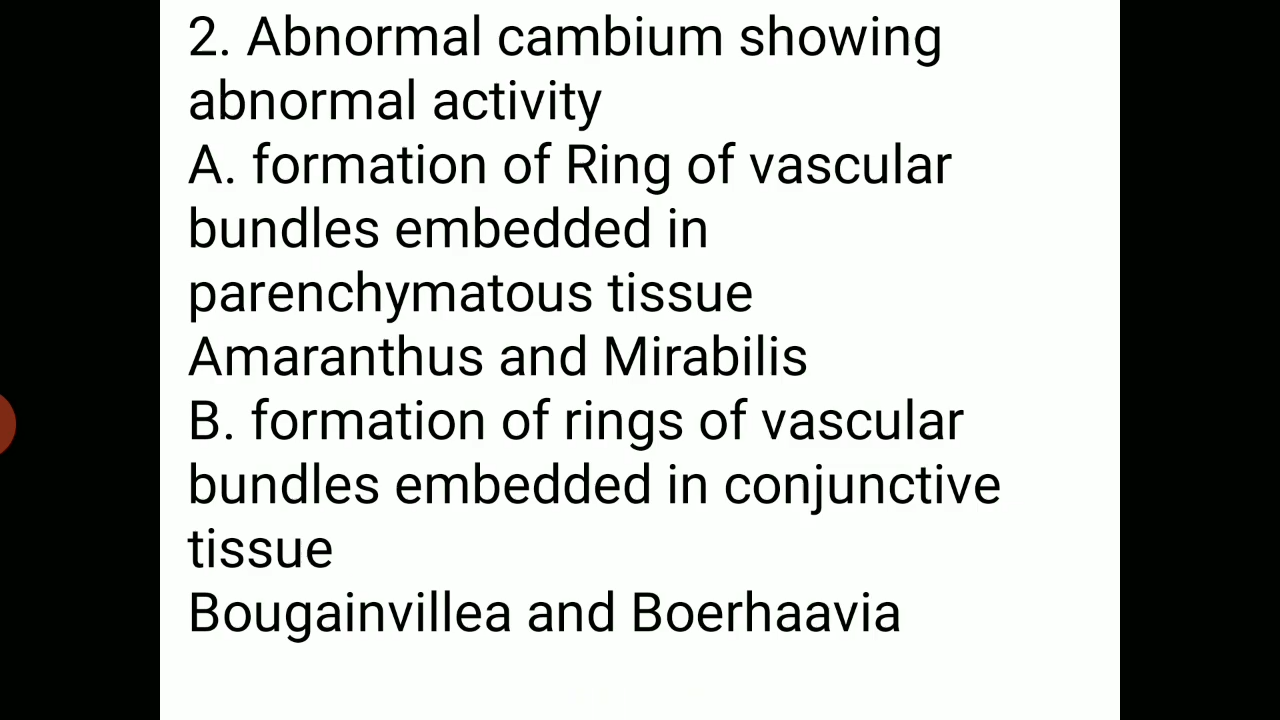 2. Abnormal cambium showing
abnormal activity
A. formation of Ring of vascular
bundles embedded in
parenchymatous tissue
Amaranthus and Mirabilis
B. formation of rings of vascular
bundles embedded in conjunctive
tissue
Bougainvillea and Boerhaavia